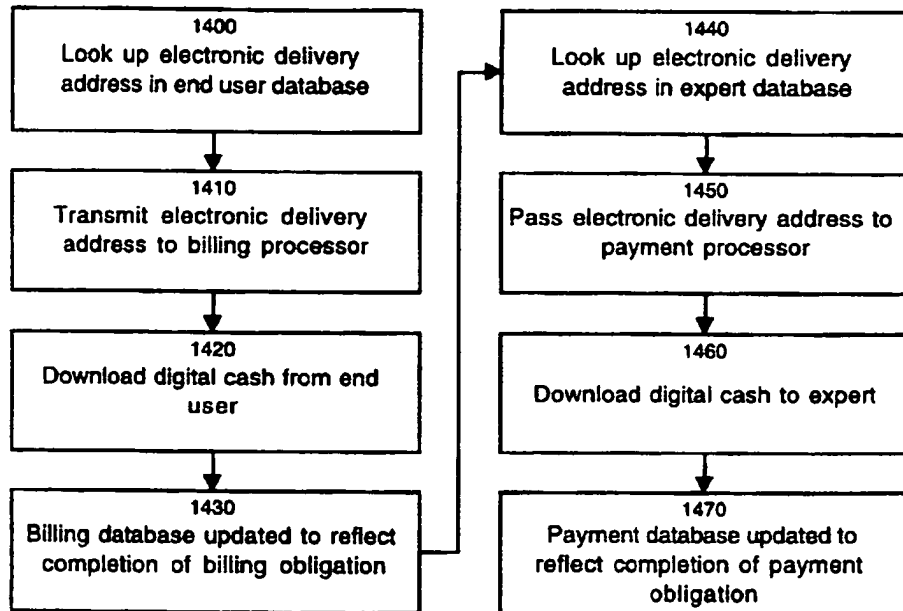 1400
Look up electronic delivery
address in end user database
1410
Transmit electronic delivery
address to billing processor
1420
Download digital cash from end
user
1430
Billing database updated to reflect
completion of billing obligation
1440
Look up electronic delivery
address in expert database
1450
Pass electronic delivery address to
payment processor
1460
Download digital cash to expert
1470
Payment database updated to
reflect completion of payment
obligation